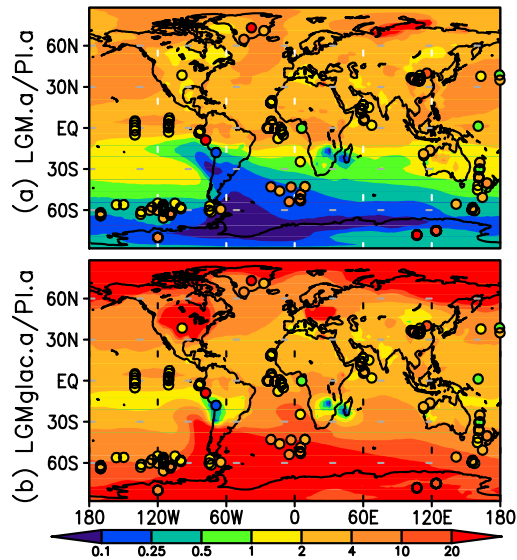 (a) LGM.a/PI.a
60N
30N
EQ
30S
60S
(b) LGMglac.a/PI.a
60N
30N
EQ
30S
60S
180 120W 60W 0 60E 120E 180
0.1 0.25 0.5 1 2 4 10 20